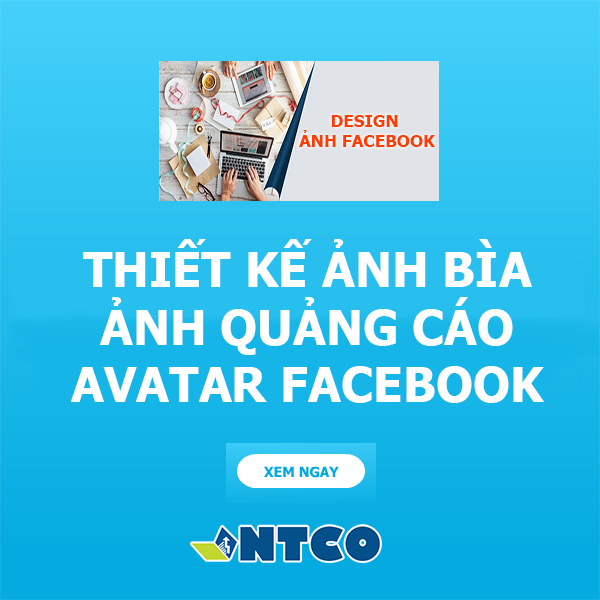 DESIGN
ẢNH FACEBOOK
THIẾT KẾ ẢNH BÌA
ẢNH QUẢNG CÁO
AVATAR FACEBOOK
XEM NGAY
NTCO